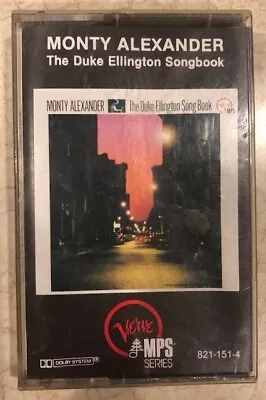 MONTY ALEXANDER
The Duke Ellington Songbook
MONTY ALEXANDER The Duke Ellington Song Book
Verve
MPS
Verve
MPS
SERIES
DOLBY SYSTEM®
821-151-4